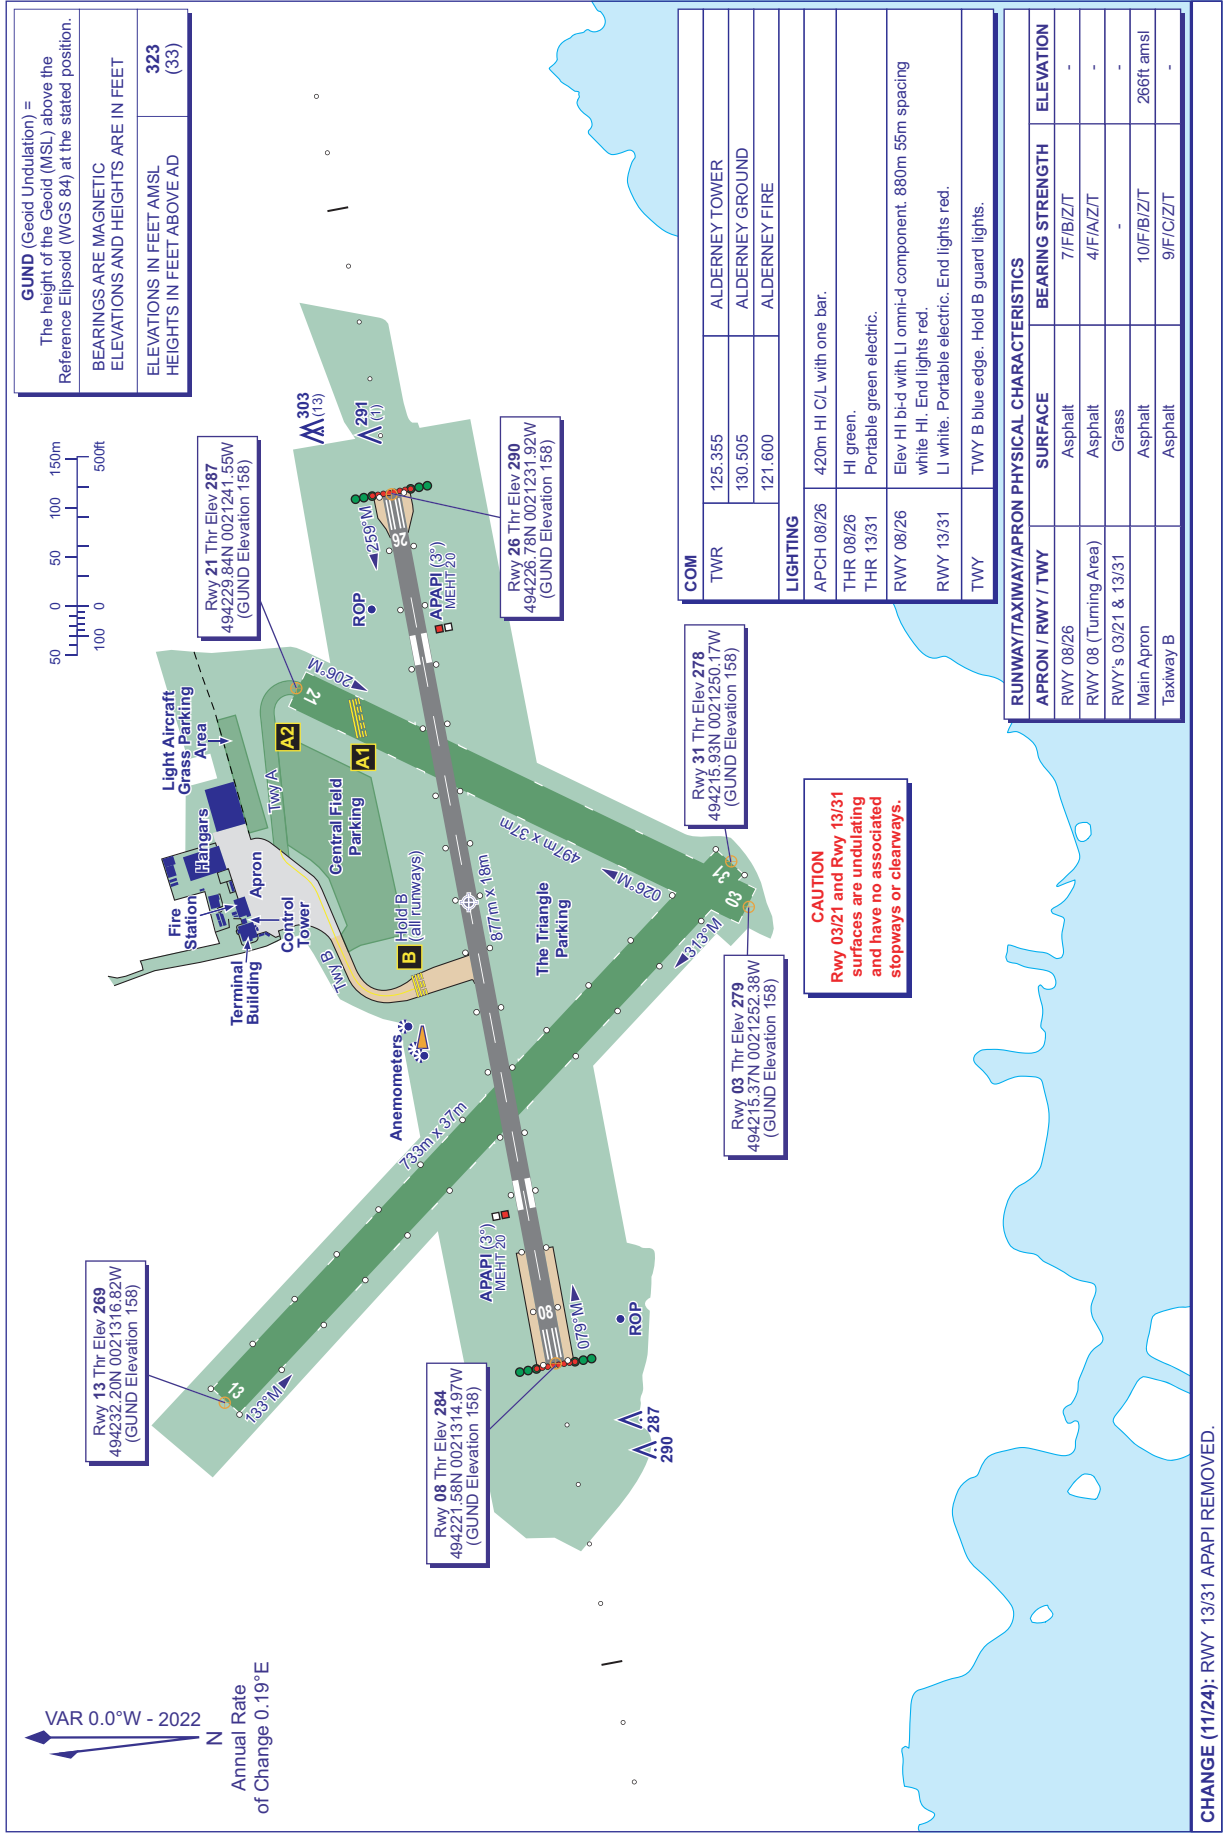 GUND (Geoid Undulation) =
The height of the Geoid (MSL) above the
Reference Elipsoid (WGS 84) at the stated position.
BEARINGS ARE MAGNETIC
ELEVATIONS AND HEIGHTS ARE IN FEET
ELEVATIONS IN FEET AMSL
HEIGHTS IN FEET ABOVE AD
323
(33)
VAR 0.0°W - 2022
N
Annual Rate
of Change 0.19°E
50 0 50 100 150m
100 0 500ft
Rwy 13 Thr Elev 269
494232.20N 0021316.82W
(GUND Elevation 158)
Rwy 21 Thr Elev 287
494229.84N 0021241.55W
(GUND Elevation 158)
Rwy 08 Thr Elev 284
494221.58N 0021314.97W
(GUND Elevation 158)
Rwy 26 Thr Elev 290
494226.78N 0021231.92W
(GUND Elevation 158)
Rwy 03 Thr Elev 279
494215.37N 0021252.38W
(GUND Elevation 158)
Rwy 31 Thr Elev 278
494215.93N 0021250.17W
(GUND Elevation 158)
Light Aircraft
Grass Parking
Area
Hangars
Fire
Station
Apron
Control
Tower
Terminal
Building
Twy A
Twy B
A2
A1
B
Central Field
Parking
Hold B
(all runways)
Anemometers
The Triangle
Parking
303
(13)
291
(1)
287
290
13
133°M
733m x 37m
313°M
31
21
206°M
497m x 37m
026°M
03
08
079°M
877m x 18m
259°M
26
ROP
ROP
APAPI (3°)
MEHT 20
APAPI (3°)
MEHT 20
CAUTION
Rwy 03/21 and Rwy 13/31
surfaces are undulating
and have no associated
stopways or clearways.
COM
TWR 125.355 ALDERNEY TOWER
130.505 ALDERNEY GROUND
121.600 ALDERNEY FIRE
LIGHTING
APCH 08/26 420m HI C/L with one bar.
THR 08/26 HI green.
THR 13/31 Portable green electric.
RWY 08/26 Elev HI bi-d with LI omni-d component. 880m 55m spacing
white HI. End lights red.
RWY 13/31 LI white. Portable electric. End lights red.
TWY TWY B blue edge. Hold B guard lights.
RUNWAY/TAXIWAY/APRON PHYSICAL CHARACTERISTICS
APRON / RWY / TWY SURFACE BEARING STRENGTH ELEVATION
RWY 08/26 Asphalt 7/F/B/Z/T -
RWY 08 (Turning Area) Asphalt 4/F/A/Z/T -
RWY's 03/21 & 13/31 Grass - -
Main Apron Asphalt 10/F/B/Z/T 266ft amsl
Taxiway B Asphalt 9/F/C/Z/T -
CHANGE (11/24): RWY 13/31 APAPI REMOVED.